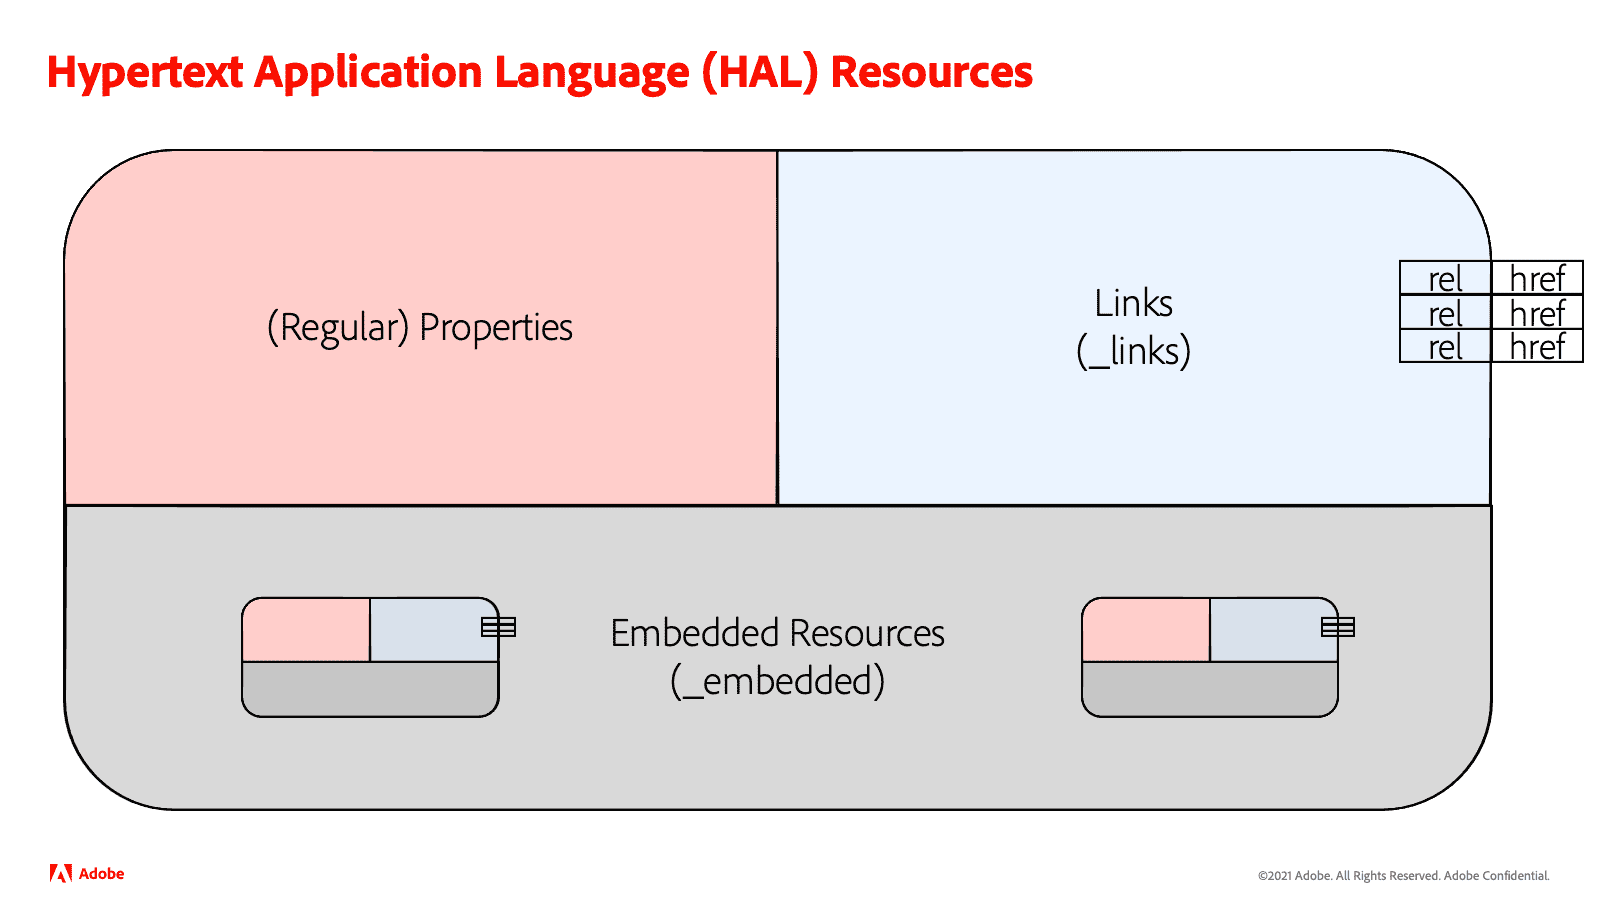 Hypertext Application Language (HAL) Resources
(Regular) Properties
Links
(_links)
rel href
rel href
rel href
Embedded Resources
(_embedded)
Adobe
©2021 Adobe. All Rights Reserved. Adobe Confidential.